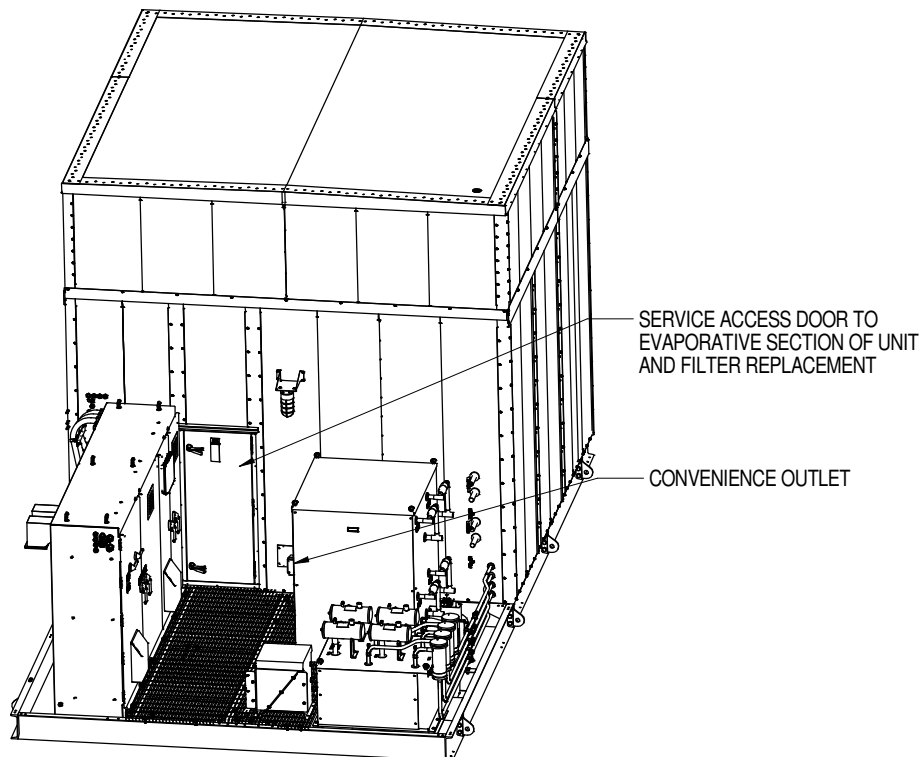 SERVICE ACCESS DOOR TO
EVAPORATIVE SECTION OF UNIT
AND FILTER REPLACEMENT
CONVENIENCE OUTLET